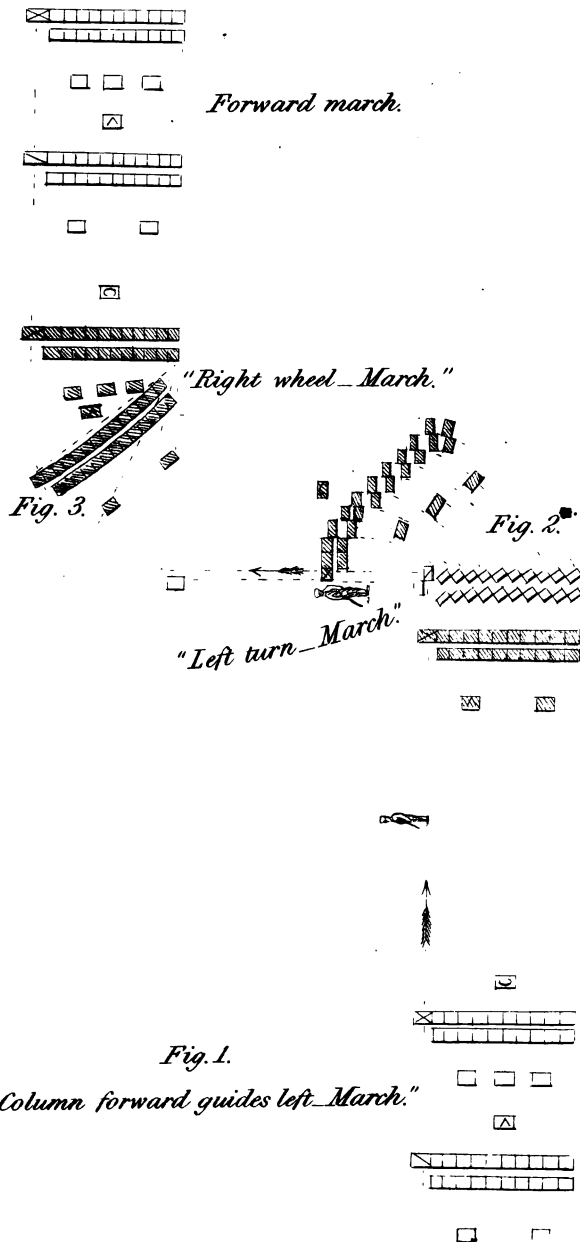 Forward march.
"Right wheel_March."
Fig. 3.
Fig. 2.
"Left turn_March".
Fig. 1.
Column forward guides left_March."